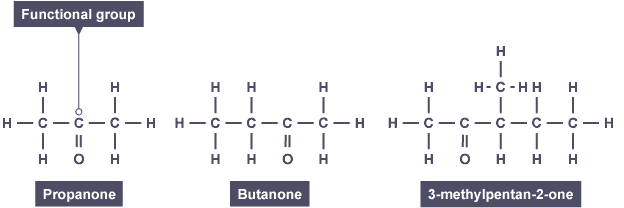 Functional group
H H
H - C - C - C - H
H O H
Propanone
H H H
H - C - C - C - C - H
H H O H
Butanone
H
H - C - H
H H H
H - C - C - C - C - C - H
H O H H H
3-methylpentan-2-one